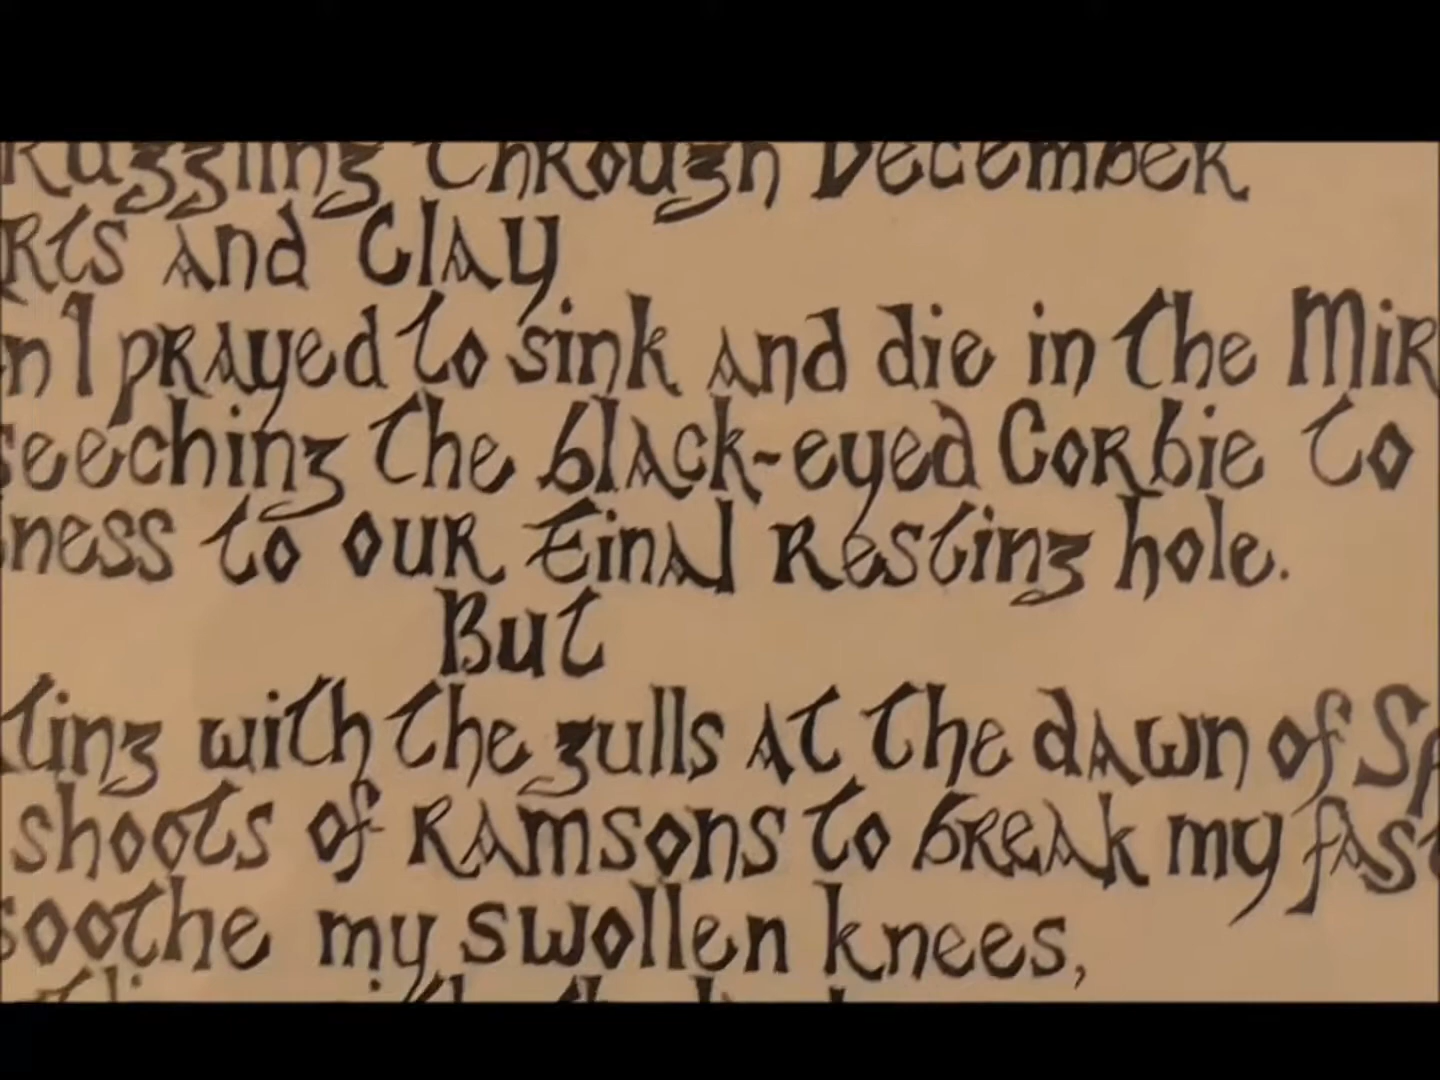 through December
and Clay
I prayed to sink and die in the
the black-eyed Corbie to
to our final Resting hole.
But
with the gulls at the dawn of
shoots of Ramsons to break my
soothe my swollen knees,